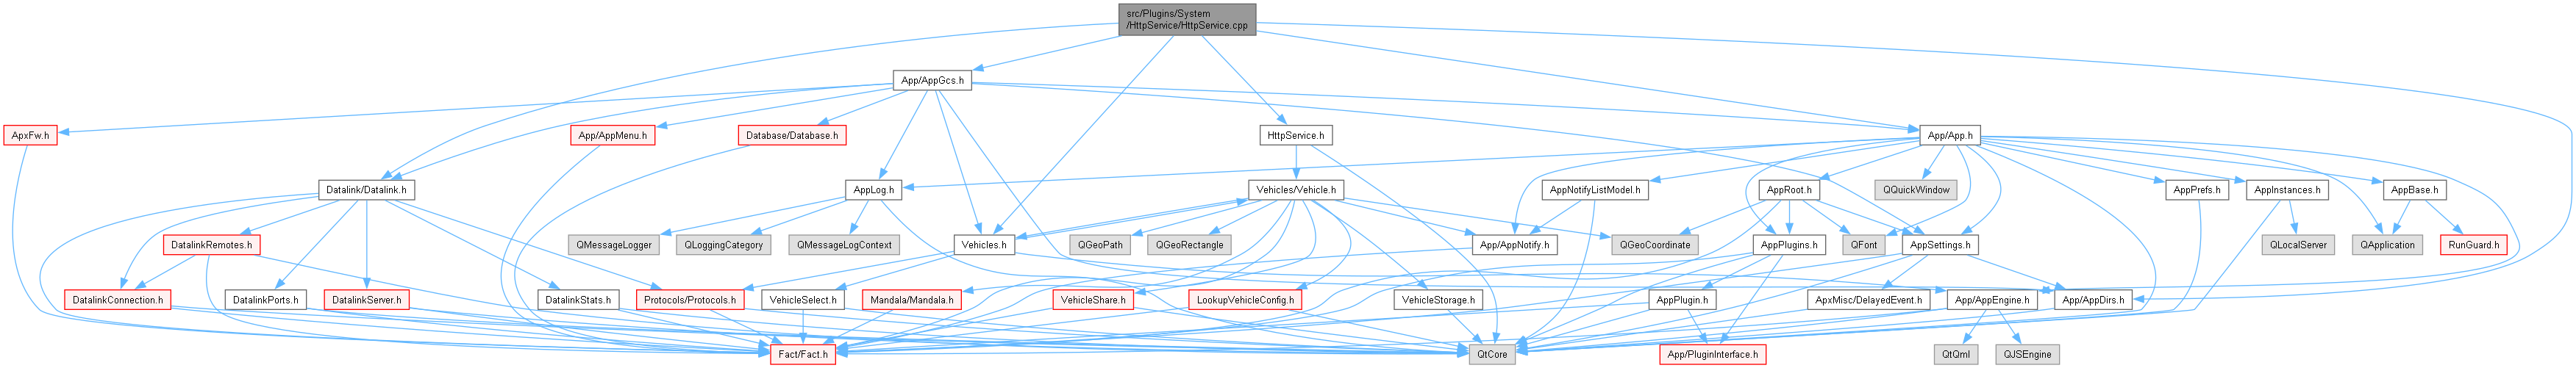 src/Plugins/System
/HttpService/HttpService.cpp
App/AppGcs.h
ApxFw.h
App/AppMenu.h
Database/Database.h
HttpService.h
App/App.h
Datalink/Datalink.h
AppLog.h
Vehicles/Vehicle.h
AppNotifyListModel.h
AppRoot.h
QQuickWindow
AppPrefs.h
AppInstances.h
AppBase.h
DatalinkRemotes.h
QMessageLogger
QLoggingCategory
QMessageLogContext
Vehicles.h
QGeoPath
QGeoRectangle
App/AppNotify.h
QGeoCoordinate
AppPlugins.h
QFont
AppSettings.h
QLocalServer
QApplication
RunGuard.h
DatalinkConnection.h
DatalinkPorts.h
DatalinkServer.h
DatalinkStats.h
Protocols/Protocols.h
VehicleSelect.h
Mandala/Mandala.h
VehicleShare.h
LookupVehicleConfig.h
VehicleStorage.h
AppPlugin.h
ApxMisc/DelayedEvent.h
App/AppEngine.h
App/AppDirs.h
Fact/Fact.h
QtCore
App/PluginInterface.h
QtQml
QJSEngine